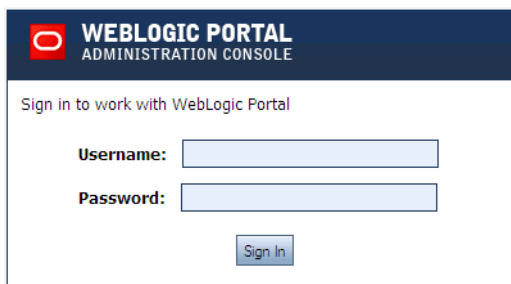 WEBLOGIC PORTAL
ADMINISTRATION CONSOLE
Sign in to work with WebLogic Portal
Username:
Password:
Sign In